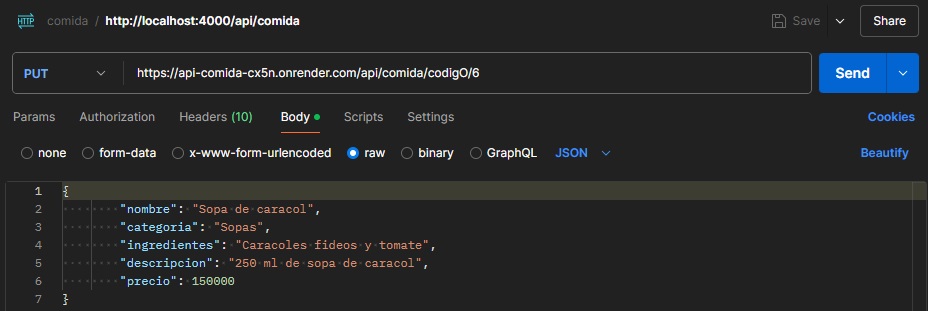 HTTP comida / http://localhost:4000/api/comida Save Share
PUT https://api-comida-cx5n.onrender.com/api/comida/codigO/6 Send
Params Authorization Headers (10) Body Scripts Settings Cookies
none form-data x-www-form-urlencoded raw binary GraphQL JSON Beautify
1 {
2 "nombre": "Sopa de caracol",
3 "categoria": "Sopas",
4 "ingredientes": "Caracoles fideos y tomate",
5 "descripcion": "250 ml de sopa de caracol",
6 "precio": 150000
7 }